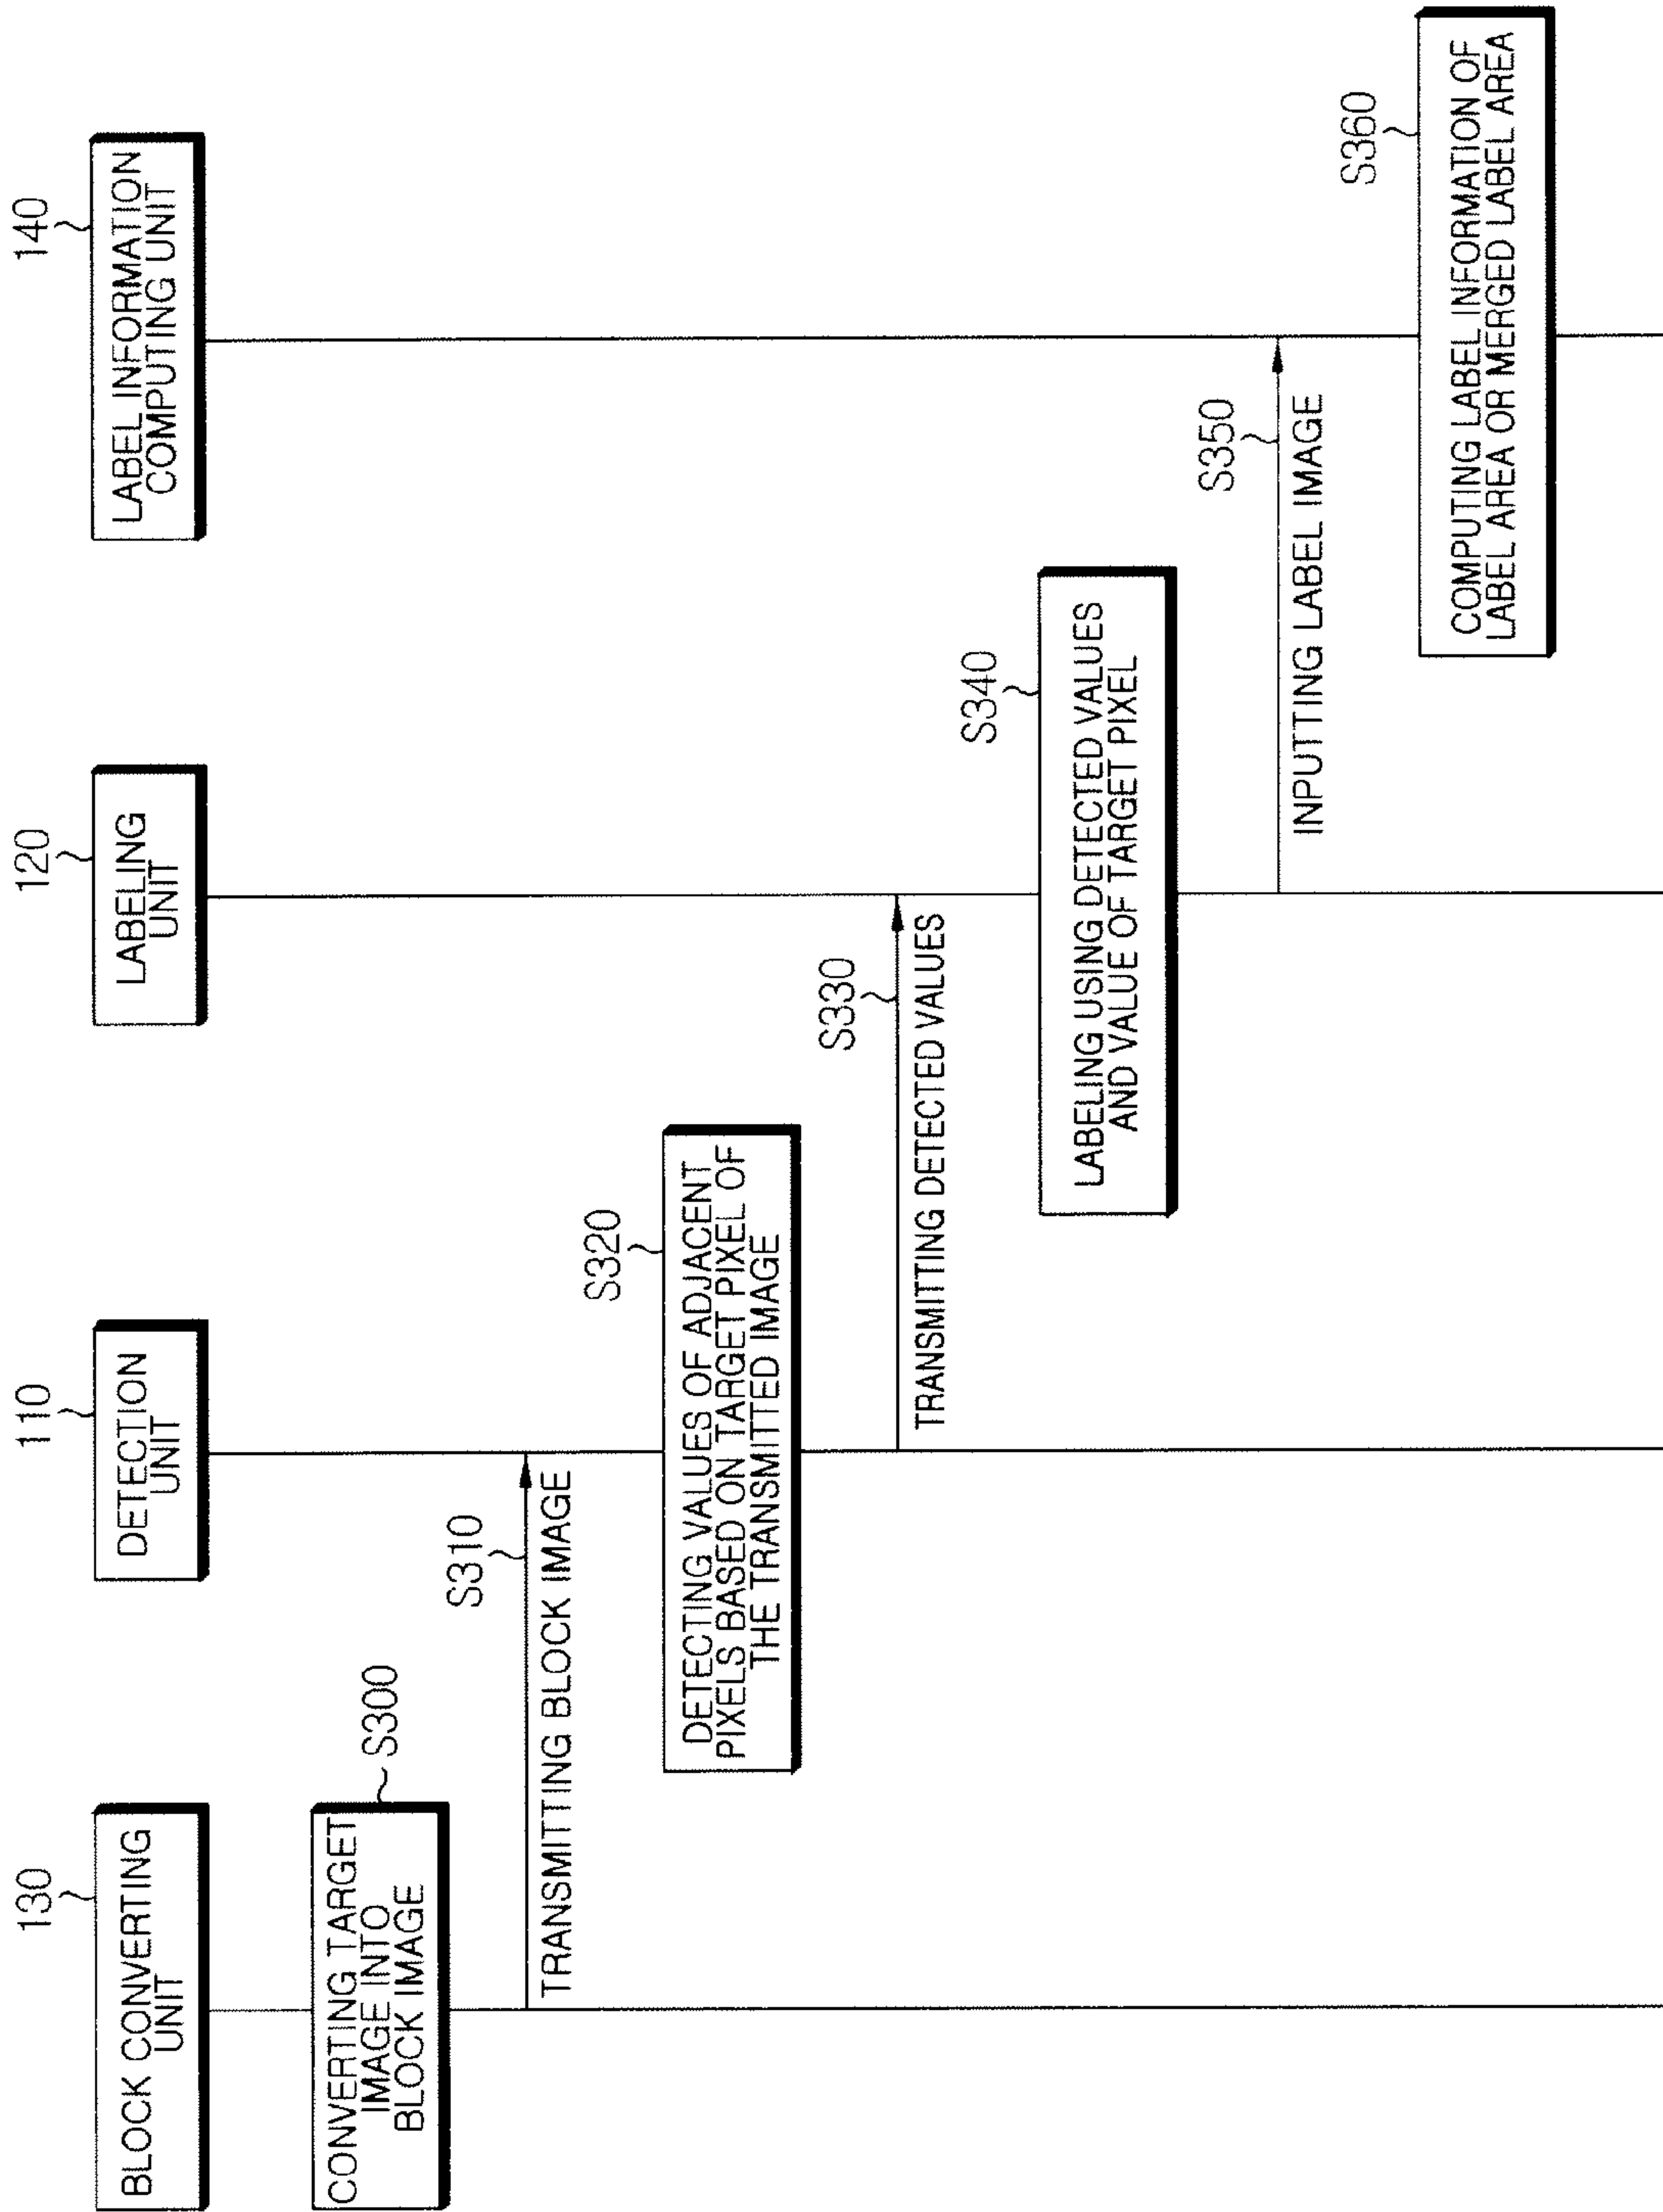 130
BLOCK CONVERTING
UNIT
110
DETECTION
UNIT
120
LABELING
UNIT
140
LABEL INFORMATION
COMPUTING UNIT
S300
CONVERTING TARGET
IMAGE INTO
BLOCK IMAGE
S310
TRANSMITTING BLOCK IMAGE
S320
DETECTING VALUES OF ADJACENT
PIXELS BASED ON TARGET PIXEL OF
THE TRANSMITTED IMAGE
S330
TRANSMITTING DETECTED VALUES
S340
LABELING USING DETECTED VALUES
AND VALUE OF TARGET PIXEL
S350
INPUTTING LABEL IMAGE
S360
COMPUTING LABEL INFORMATION OF
LABEL AREA OR MERGED LABEL AREA